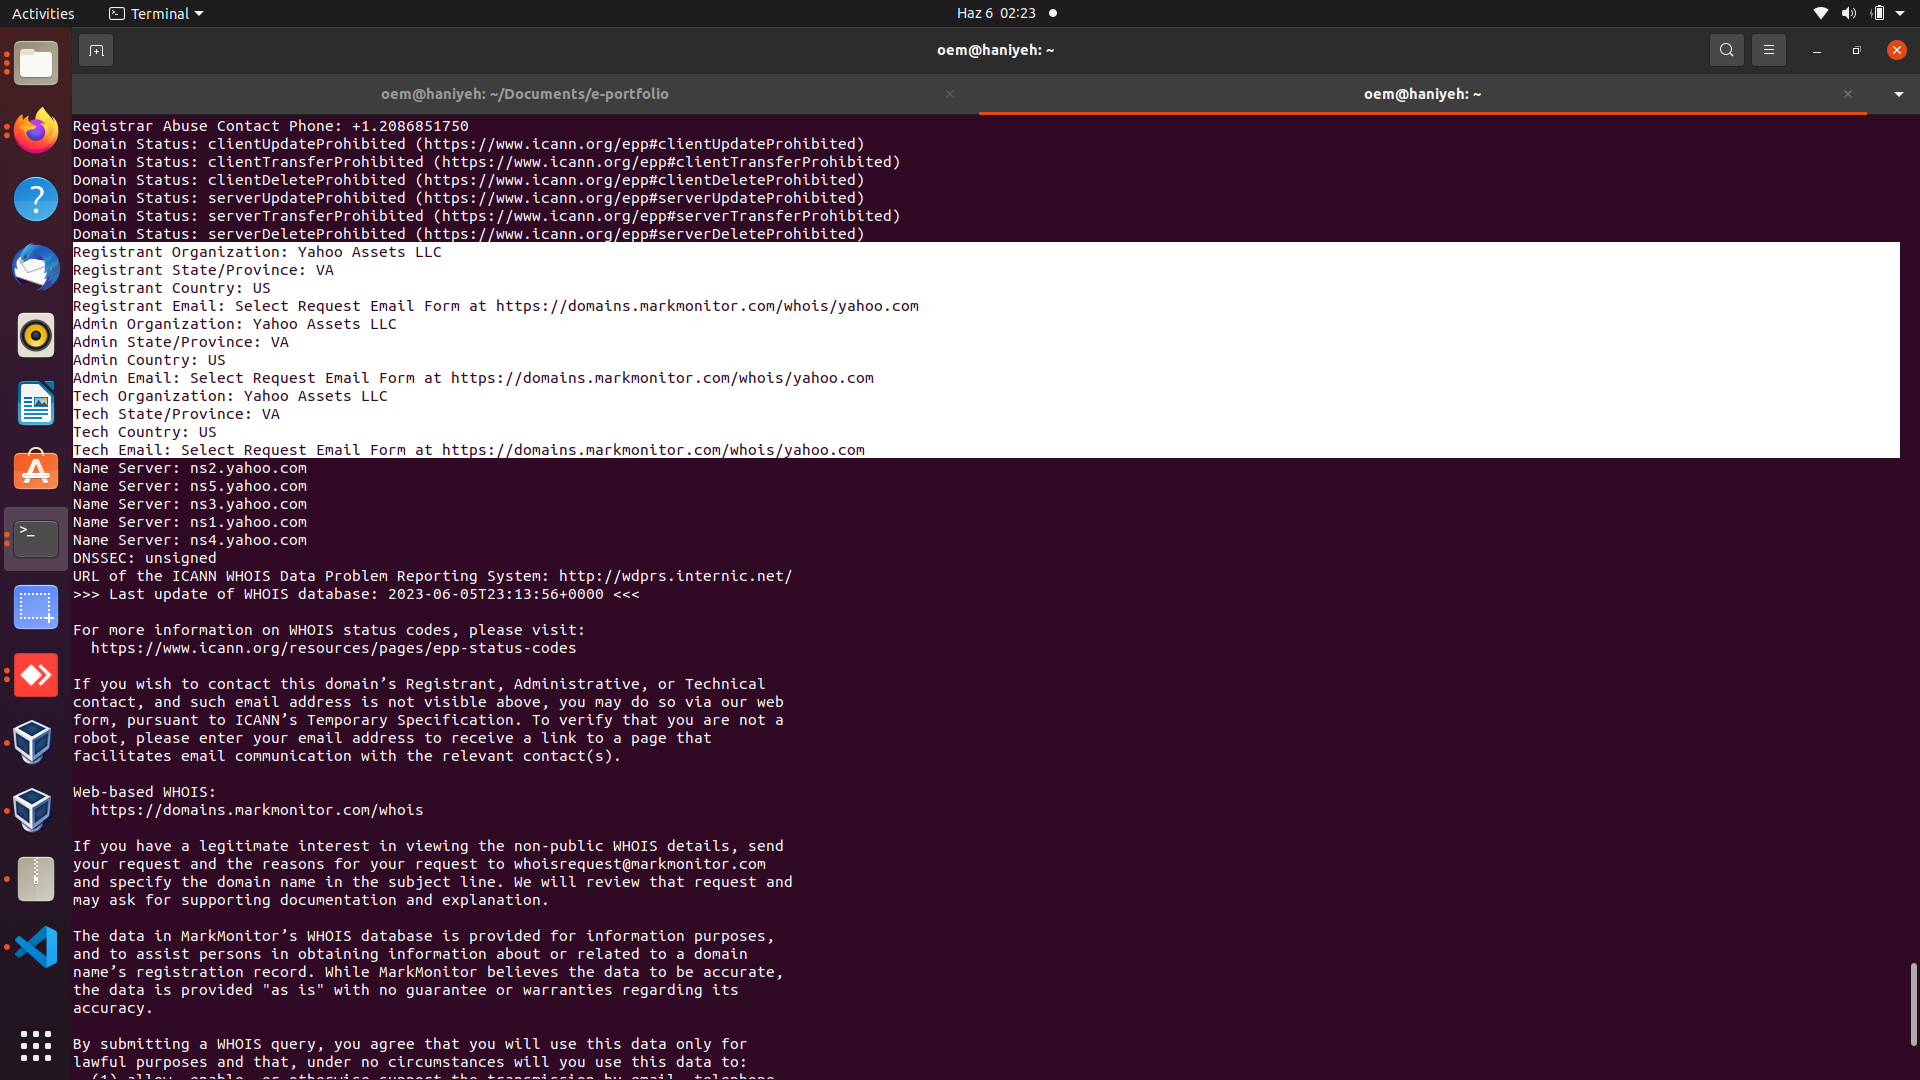 Activities
Terminal
Haz 6 02:23
oem@haniyeh: ~
oem@haniyeh: ~/Documents/e-portfolio
oem@haniyeh: ~
Registrar Abuse Contact Phone: +1.2086851750
Domain Status: clientUpdateProhibited (https://www.icann.org/epp#clientUpdateProhibited)
Domain Status: clientTransferProhibited (https://www.icann.org/epp#clientTransferProhibited)
Domain Status: clientDeleteProhibited (https://www.icann.org/epp#clientDeleteProhibited)
Domain Status: serverUpdateProhibited (https://www.icann.org/epp#serverUpdateProhibited)
Domain Status: serverTransferProhibited (https://www.icann.org/epp#serverTransferProhibited)
Domain Status: serverDeleteProhibited (https://www.icann.org/epp#serverDeleteProhibited)
Registrant Organization: Yahoo Assets LLC
Registrant State/Province: VA
Registrant Country: US
Registrant Email: Select Request Email Form at https://domains.markmonitor.com/whois/yahoo.com
Admin Organization: Yahoo Assets LLC
Admin State/Province: VA
Admin Country: US
Admin Email: Select Request Email Form at https://domains.markmonitor.com/whois/yahoo.com
Tech Organization: Yahoo Assets LLC
Tech State/Province: VA
Tech Country: US
Tech Email: Select Request Email Form at https://domains.markmonitor.com/whois/yahoo.com
Name Server: ns2.yahoo.com
Name Server: ns5.yahoo.com
Name Server: ns3.yahoo.com
Name Server: ns1.yahoo.com
Name Server: ns4.yahoo.com
DNSSEC: unsigned
URL of the ICANN WHOIS Data Problem Reporting System: http://wdprs.internic.net/
>>> Last update of WHOIS database: 2023-06-05T23:13:56+0000 <<<
For more information on WHOIS status codes, please visit:
https://www.icann.org/resources/pages/epp-status-codes
If you wish to contact this domain’s Registrant, Administrative, or Technical
contact, and such email address is not visible above, you may do so via our web
form, pursuant to ICANN’s Temporary Specification. To verify that you are not a
robot, please enter your email address to receive a link to a page that
facilitates email communication with the relevant contact(s).
Web-based WHOIS:
https://domains.markmonitor.com/whois
If you have a legitimate interest in viewing the non-public WHOIS details, send
your request and the reasons for your request to whoisrequest@markmonitor.com
and specify the domain name in the subject line. We will review that request and
may ask for supporting documentation and explanation.
The data in MarkMonitor’s WHOIS database is provided for information purposes,
and to assist persons in obtaining information about or related to a domain
name’s registration record. While MarkMonitor believes the data to be accurate,
the data is provided "as is" with no guarantee or warranties regarding its
accuracy.
By submitting a WHOIS query, you agree that you will use this data only for
lawful purposes and that, under no circumstances will you use this data to:
(1) allow, enable, or otherwise support the transmission by email, telephone,